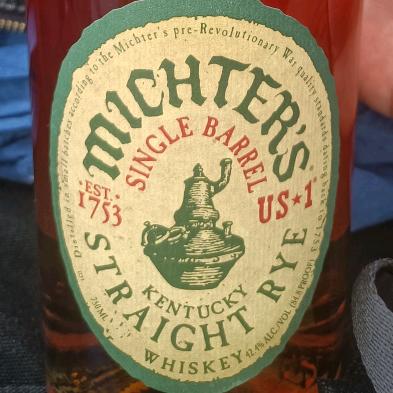 Distilled in small batches according to the Michter's pre-Revolutionary War quality standards dating back to 1753
MICHTER'S
SINGLE BARREL
EST. 1753
US★1
KENTUCKY
STRAIGHT RYE
WHISKEY
750ML
42.4% ALC./VOL. (84.8 PROOF)